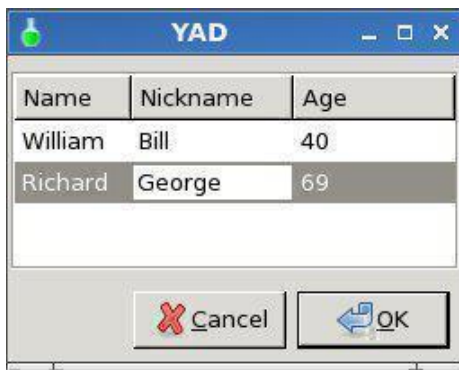 YAD
Name Nickname Age
William Bill 40
Richard George 69
Cancel OK